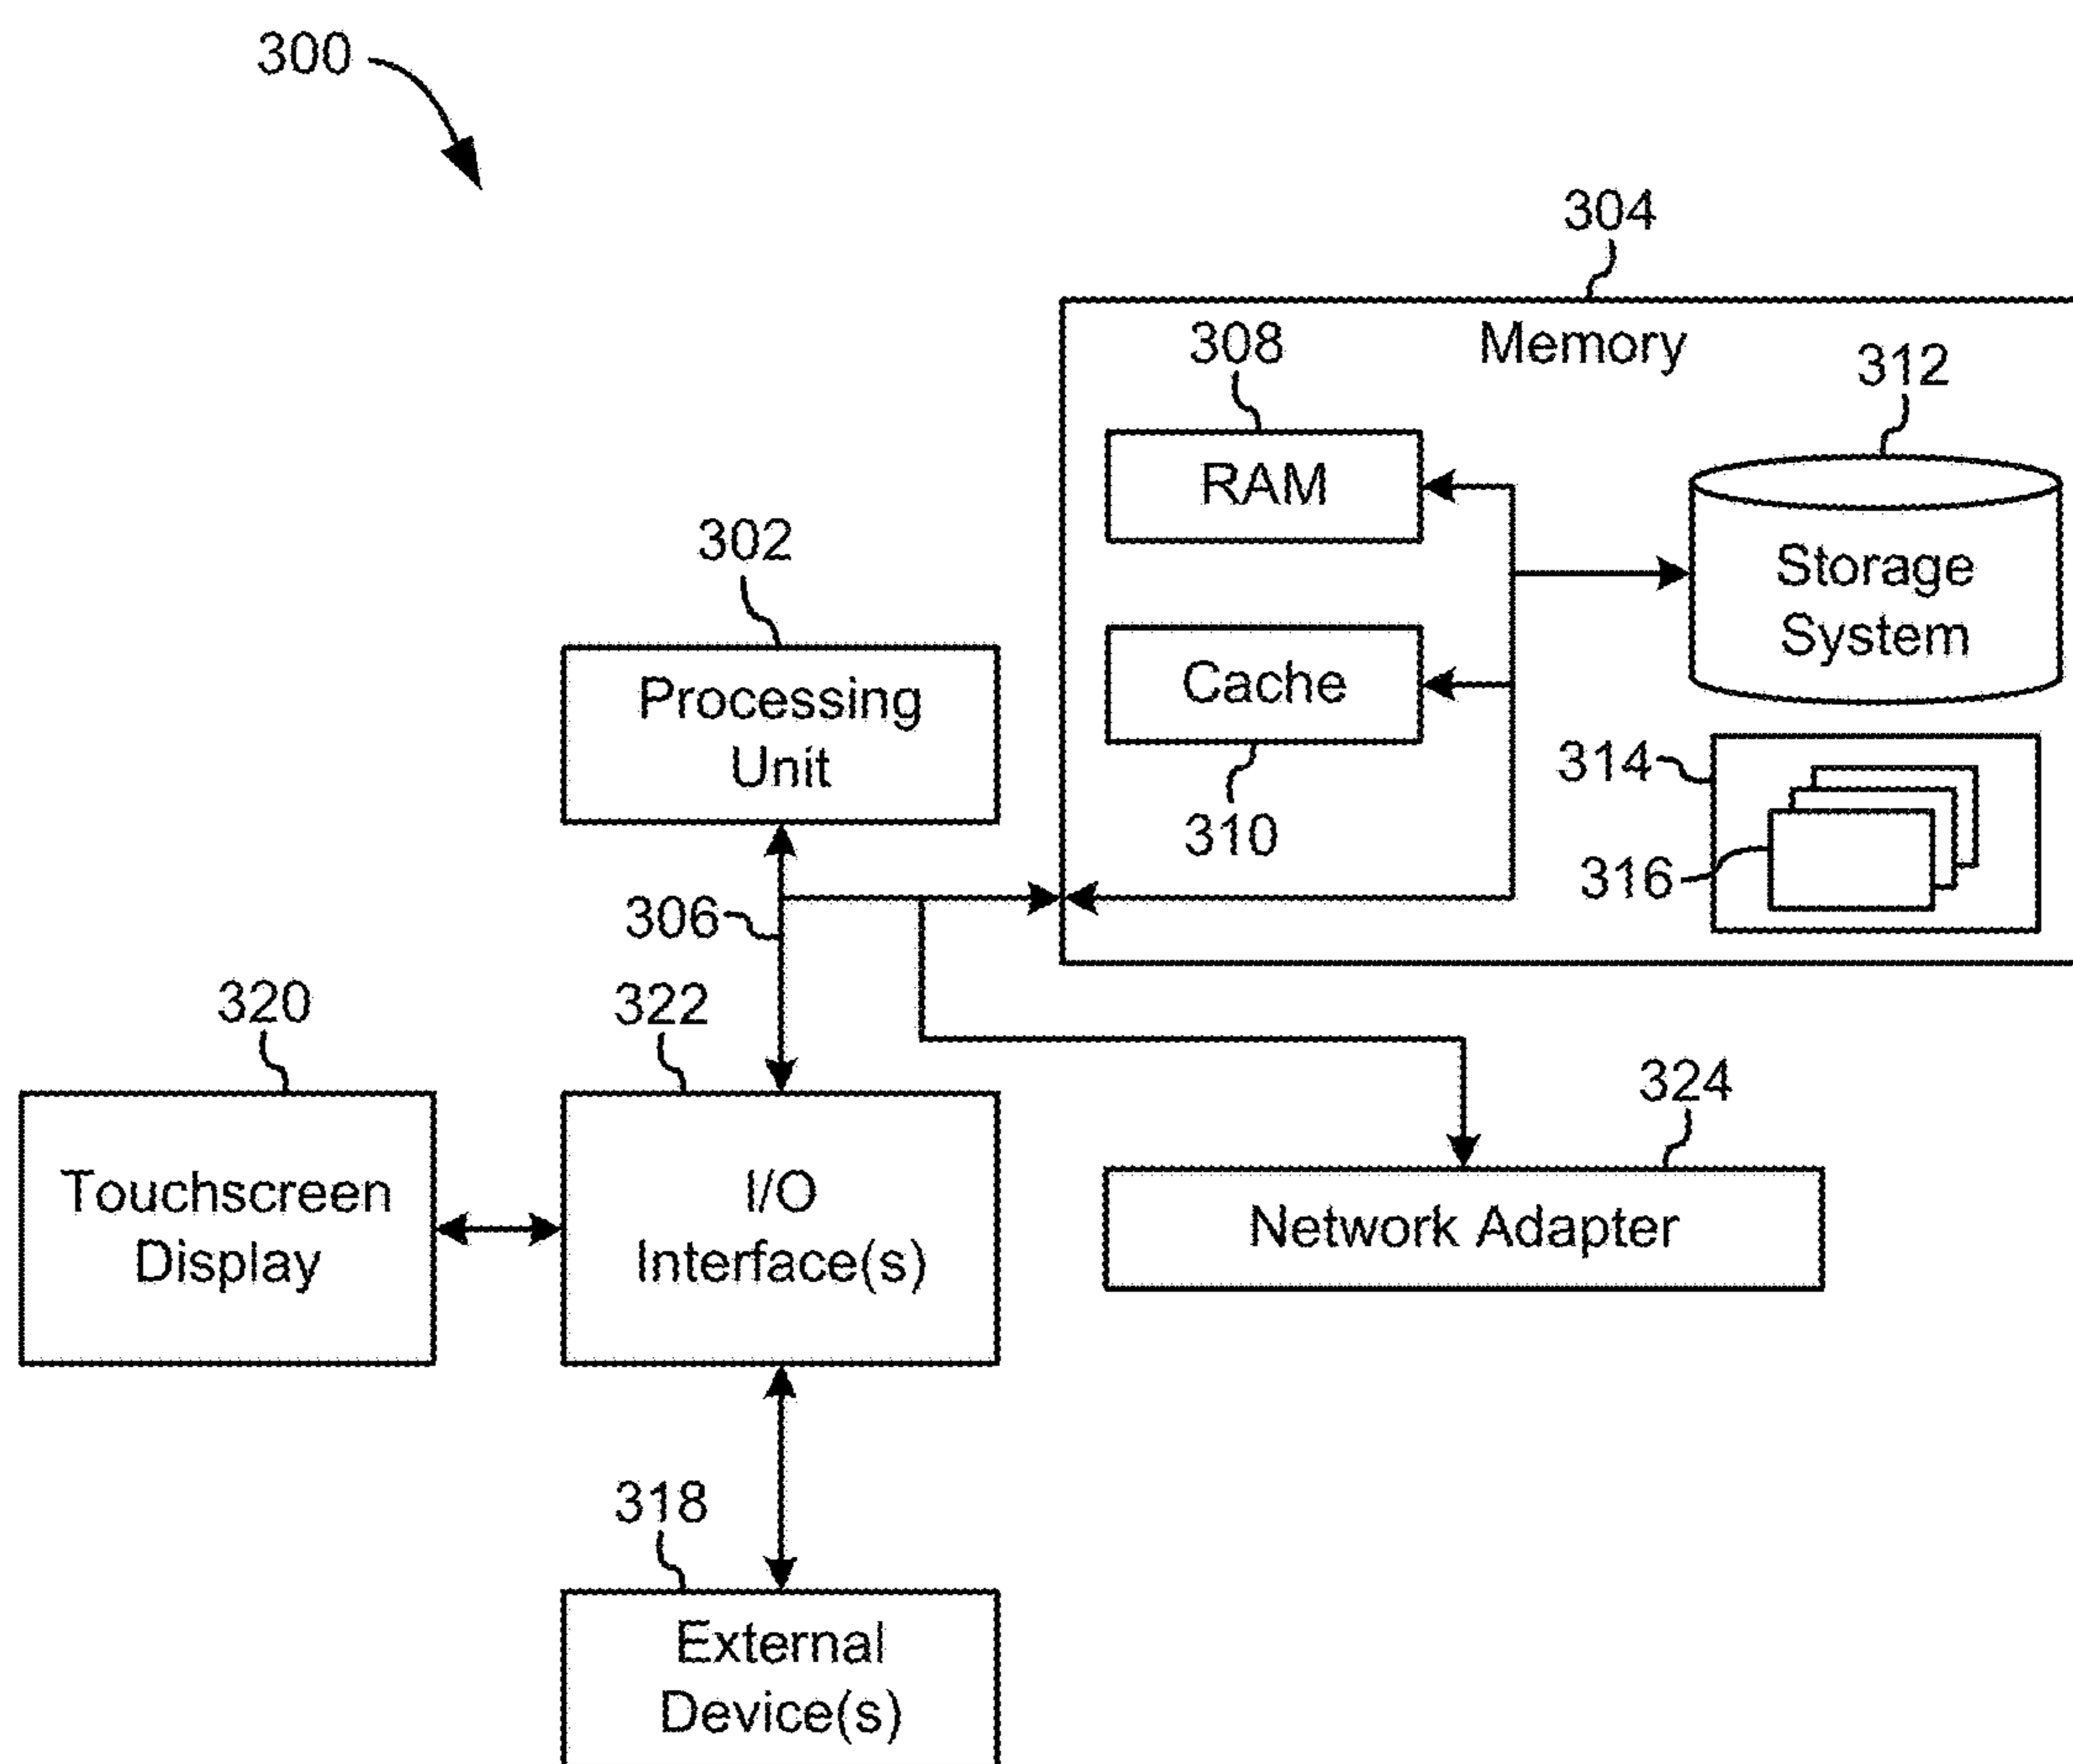 300
304
Memory
308
312
RAM
302
Storage
System
Processing
Unit
Cache
314
310
316
306
320
322
324
Touchscreen
Display
I/O
Interface(s)
Network Adapter
318
External
Device(s)